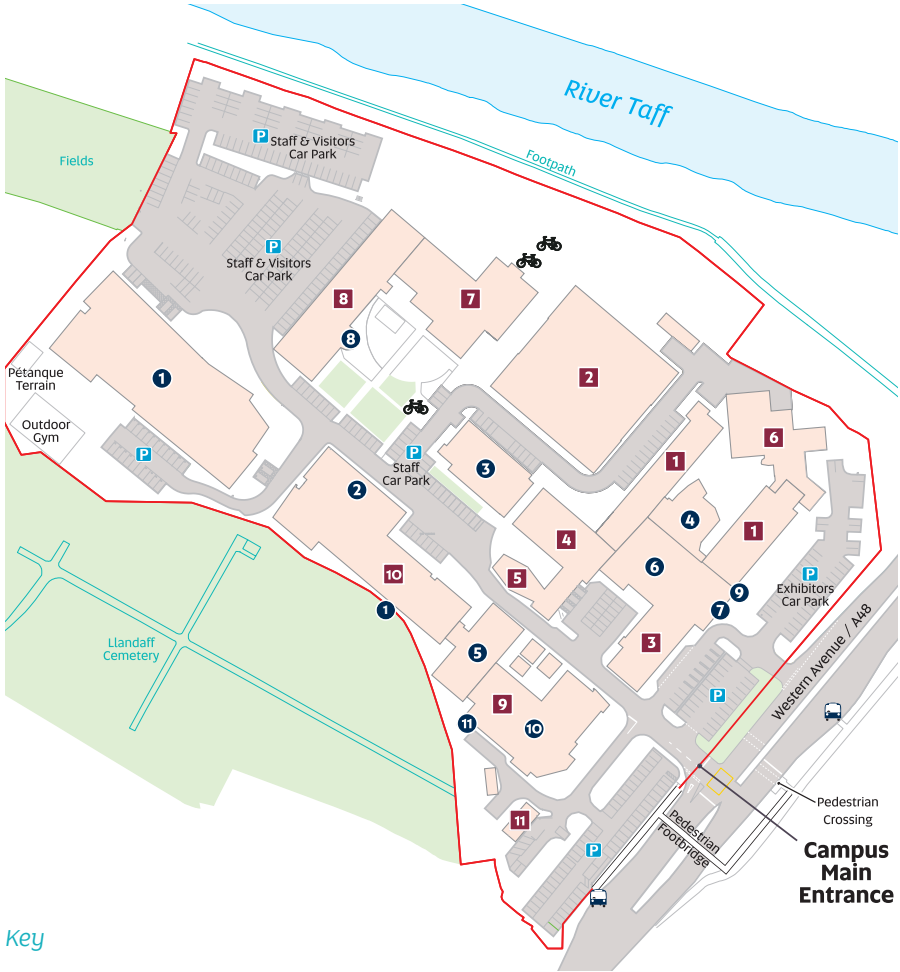 River Taff
P Staff & Visitors
Car Park
Footpath
Fields
P
Staff & Visitors
Car Park
8
7
8
2
1
Pétanque
Terrain
Outdoor
Gym
P
P
Staff
Car Park
3
1
6
2
4
1
4
6
5
10
1
P
Exhibitors
Car Park
9
7
3
Llandaff
Cemetery
5
9
11
10
P
Western Avenue / A48
11
P
Pedestrian
Footbridge
Pedestrian
Crossing
Campus
Main
Entrance
Key